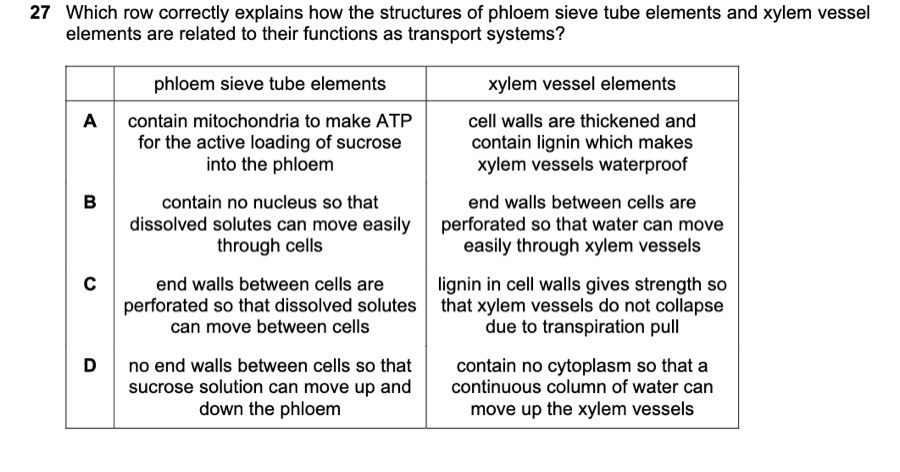 27 Which row correctly explains how the structures of phloem sieve tube elements and xylem vessel
elements are related to their functions as transport systems?
phloem sieve tube elements xylem vessel elements
A contain mitochondria to make ATP cell walls are thickened and
for the active loading of sucrose contain lignin which makes
into the phloem xylem vessels waterproof
B contain no nucleus so that end walls between cells are
dissolved solutes can move easily perforated so that water can move
through cells easily through xylem vessels
C end walls between cells are lignin in cell walls gives strength so
perforated so that dissolved solutes that xylem vessels do not collapse
can move between cells due to transpiration pull
D no end walls between cells so that contain no cytoplasm so that a
sucrose solution can move up and continuous column of water can
down the phloem move up the xylem vessels